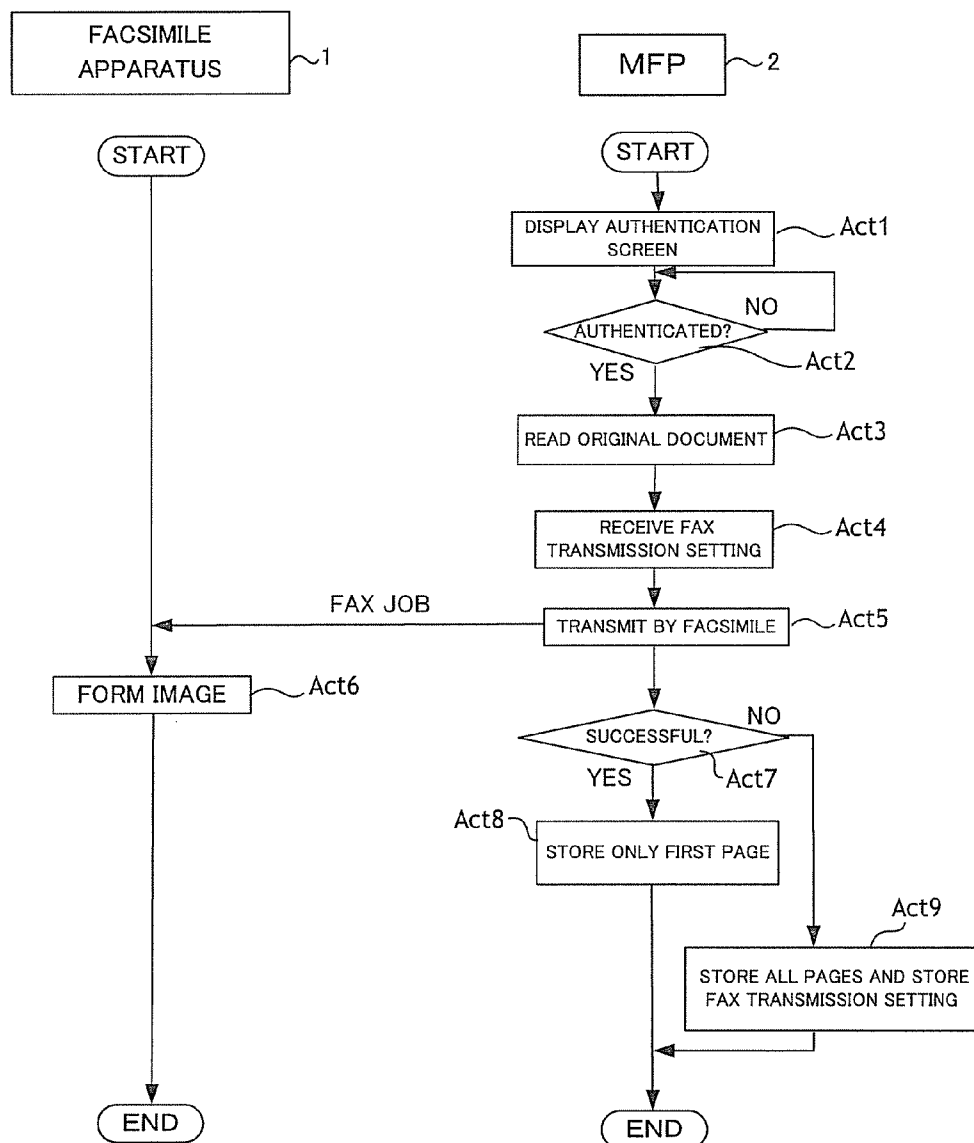 FACSIMILE
APPARATUS
1
MFP
2
START
START
DISPLAY AUTHENTICATION
SCREEN
Act1
NO
AUTHENTICATED?
Act2
YES
READ ORIGINAL DOCUMENT
Act3
RECEIVE FAX
TRANSMISSION SETTING
Act4
FAX JOB
TRANSMIT BY FACSIMILE
Act5
FORM IMAGE
Act6
NO
SUCCESSFUL?
Act7
YES
Act8
STORE ONLY FIRST PAGE
Act9
STORE ALL PAGES AND STORE
FAX TRANSMISSION SETTING
END
END